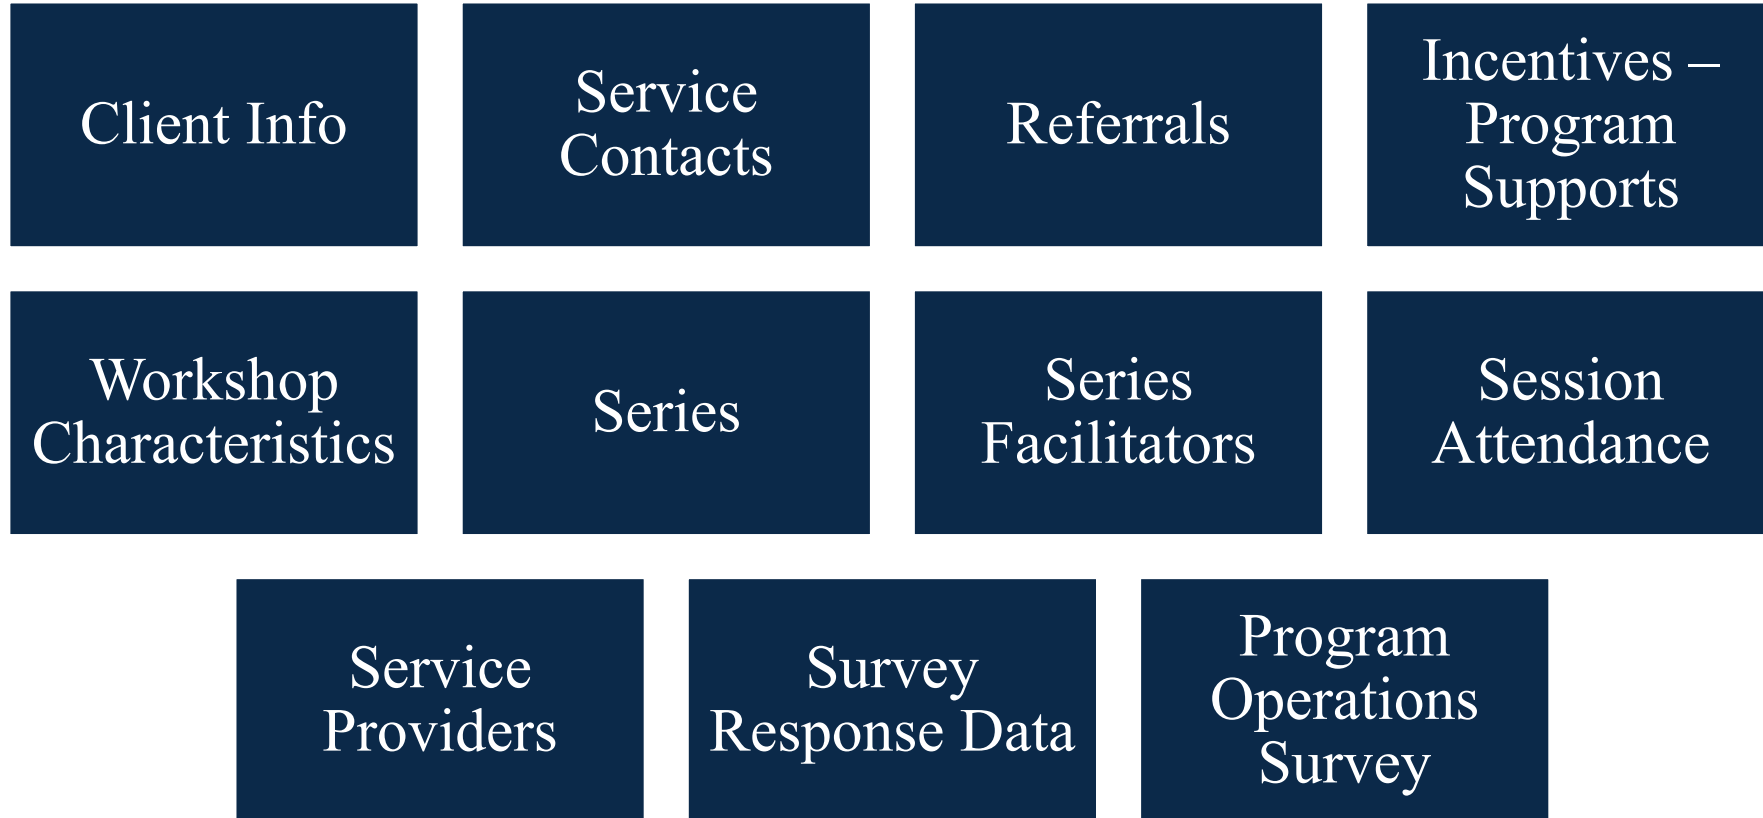 Client Info
Service
Contacts
Referrals
Incentives –
Program
Supports
Workshop
Characteristics
Series
Series
Facilitators
Session
Attendance
Service
Providers
Survey
Response Data
Program
Operations
Survey